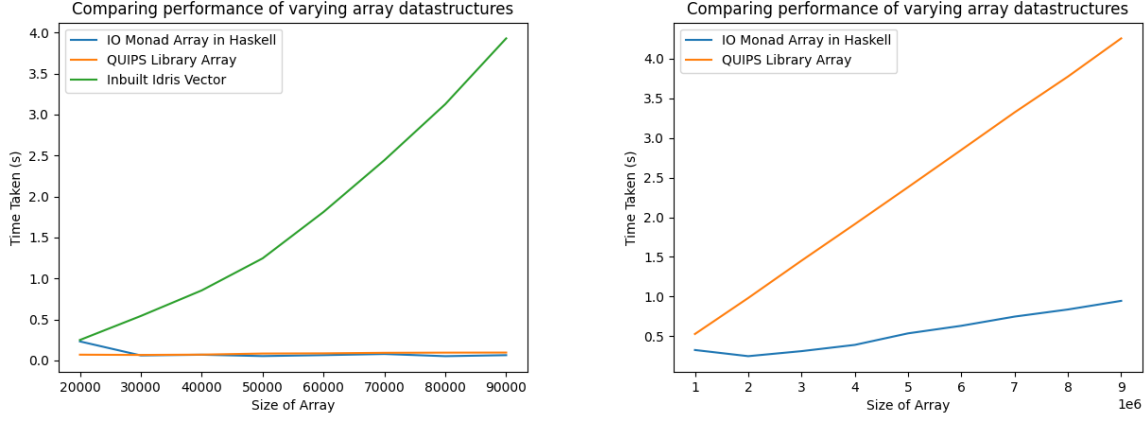 Comparing performance of varying array datastructures
IO Monad Array in Haskell
QUIPS Library Array
Inbuilt Idris Vector
4.0
3.5
3.0
2.5
2.0
1.5
1.0
0.5
0.0
Time Taken (s)
20000 30000 40000 50000 60000 70000 80000 90000
Size of Array
Comparing performance of varying array datastructures
IO Monad Array in Haskell
QUIPS Library Array
4.0
3.5
3.0
2.5
2.0
1.5
1.0
0.5
Time Taken (s)
1 2 3 4 5 6 7 8 9
Size of Array
1e6